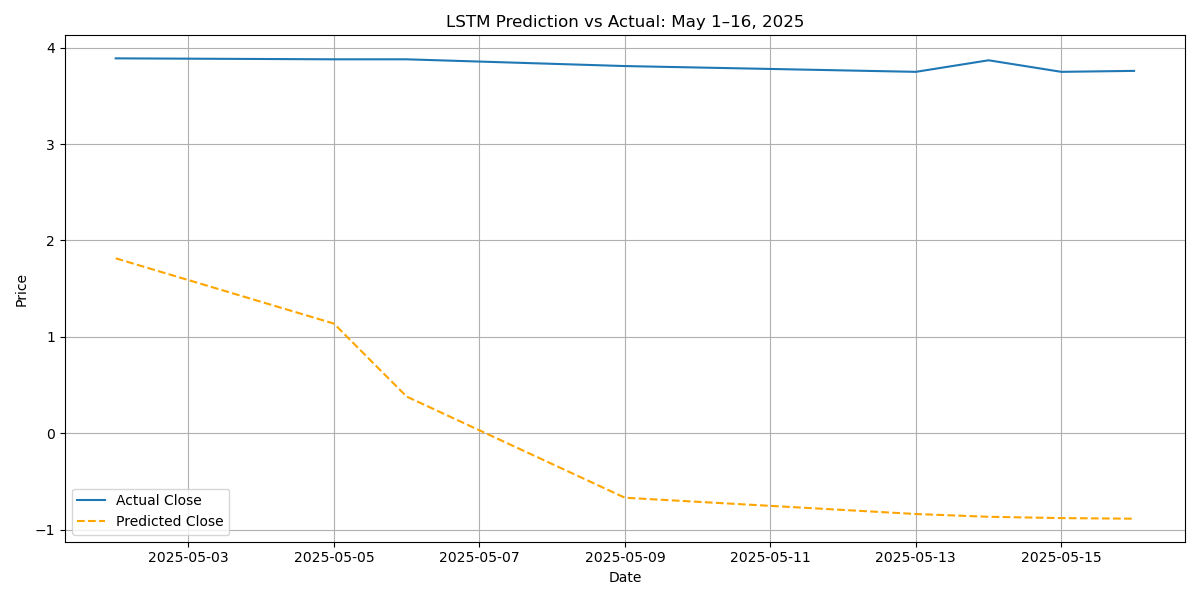 LSTM Prediction vs Actual: May 1–16, 2025
4
3
2
1
0
−1
Price
Actual Close
Predicted Close
2025-05-03 2025-05-05 2025-05-07 2025-05-09 2025-05-11 2025-05-13 2025-05-15
Date